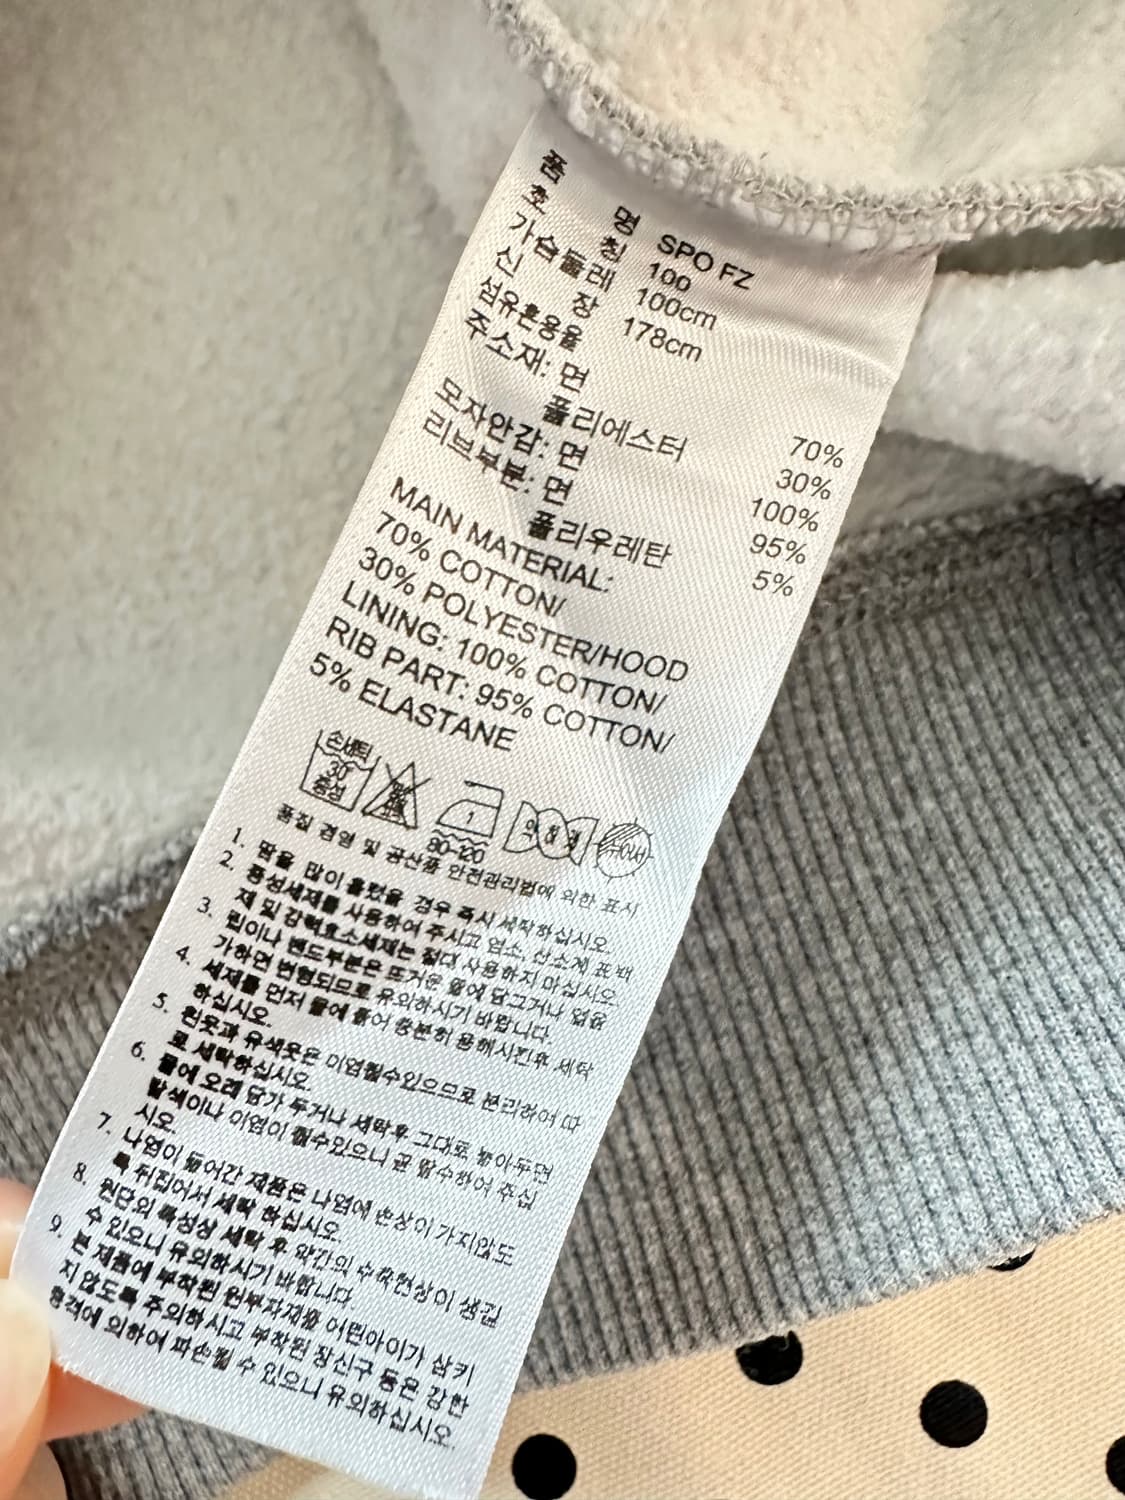 품 명 SPO FZ
호 칭 100
가슴둘레 100cm
신 장 178cm
섬유혼용율
주소재: 면 70%
폴리에스터 30%
모자안감: 면 100%
리브부분: 면 95%
폴리우레탄 5%
MAIN MATERIAL:
70% COTTON/
30% POLYESTER/HOOD
LINING: 100% COTTON/
RIB PART: 95% COTTON/
5% ELASTANE
손세탁
30°
중성
1
80~120
약하게
뉘어서
품질 경영 및 공산품 안전관리법에 의한 표시
1. 땀을 많이 흘렸을 경우 즉시 세탁하십시오.
2. 중성세제를 사용하여 주시고 염소, 산소계 표백
제 및 강력효소세제는 절대 사용하지 마십시오.
3. 립이나 밴드부분은 뜨거운 물에 담그거나 열을
가하면 변형되므로 유의하시기 바랍니다.
4. 세제를 먼저 물에 풀어 충분히 용해시킨후 세탁
하십시오.
5. 흰옷과 유색옷은 이염될수있으므로 분리하여 따
로 세탁하십시오.
6. 물에 오래 담가 두거나 세탁후 그대로 놓아두면
탈색이나 이염이 될수있으니 곧 탈수하여 주십
시오.
7. 나염이 들어간 제품은 나염에 손상이 가지않도
록 뒤집어서 세탁 하십시오.
8. 원단의 특성상 세탁 후 약간의 수축현상이 생길
수 있으니 유의하시기 바랍니다.
9. 본 제품에 부착된 원부자재를 어린아이가 삼키
지 않도록 주의하시고 부착된 장신구 등은 강한
충격에 의하여 파손될 수 있으니 유의하십시오.